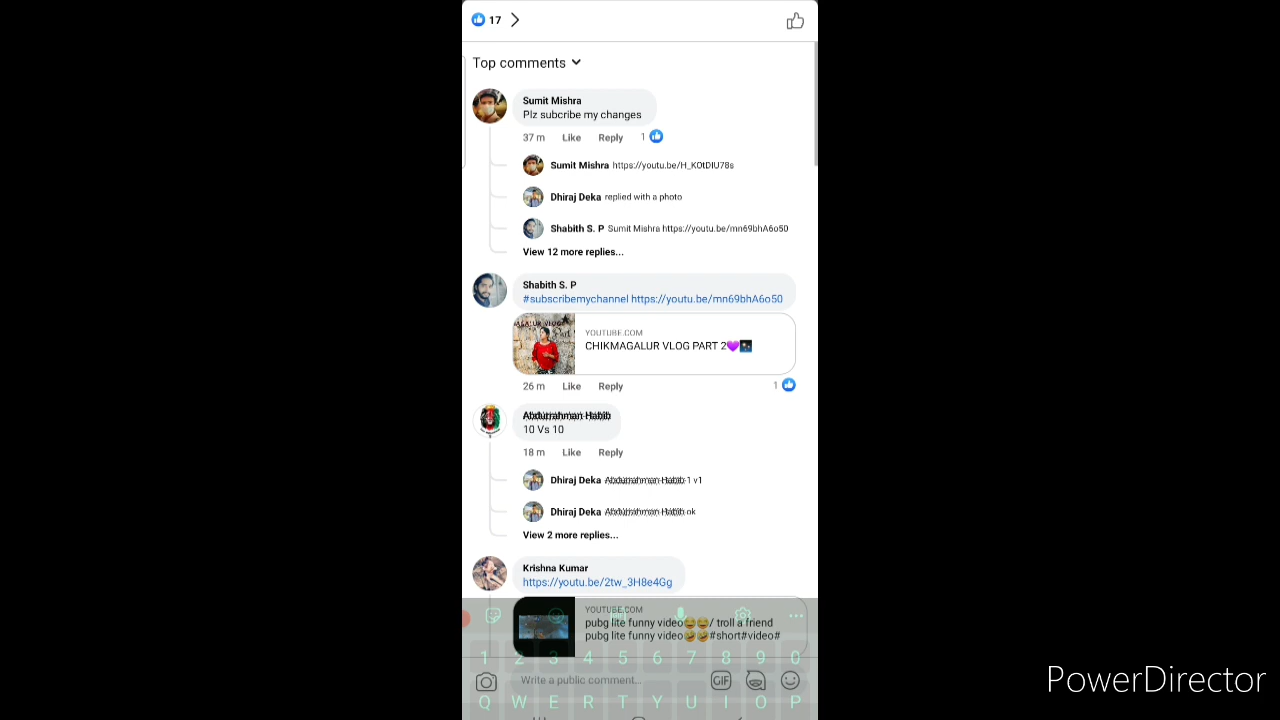 17
Top comments
Sumit Mishra
Plz subcribe my changes
37 m Like Reply 1
Sumit Mishra https://youtu.be/H_KOtDIU78s
Dhiraj Deka replied with a photo
Shabith S. P Sumit Mishra https://youtu.be/mn69bhA6o50
View 12 more replies...
Shabith S. P
#subscribemychannel https://youtu.be/mn69bhA6o50
YOUTUBE.COM
CHIKMAGALUR VLOG PART 2💜🌃
26 m Like Reply 1
Abdurrahman Habib
10 Vs 10
18 m Like Reply
Dhiraj Deka Abdurrahman Habib 1 v1
Dhiraj Deka Abdurrahman Habib ok
View 2 more replies...
Krishna Kumar
https://youtu.be/2tw_3H8e4Gg
YOUTUBE.COM
pubg lite funny video😂😂/ troll a friend
pubg lite funny video🤣🤣#short#video#
1 2 3 4 5 6 7 8 9 0
Write a public comment...
GIF
Q W E R T Y U I O P
PowerDirector